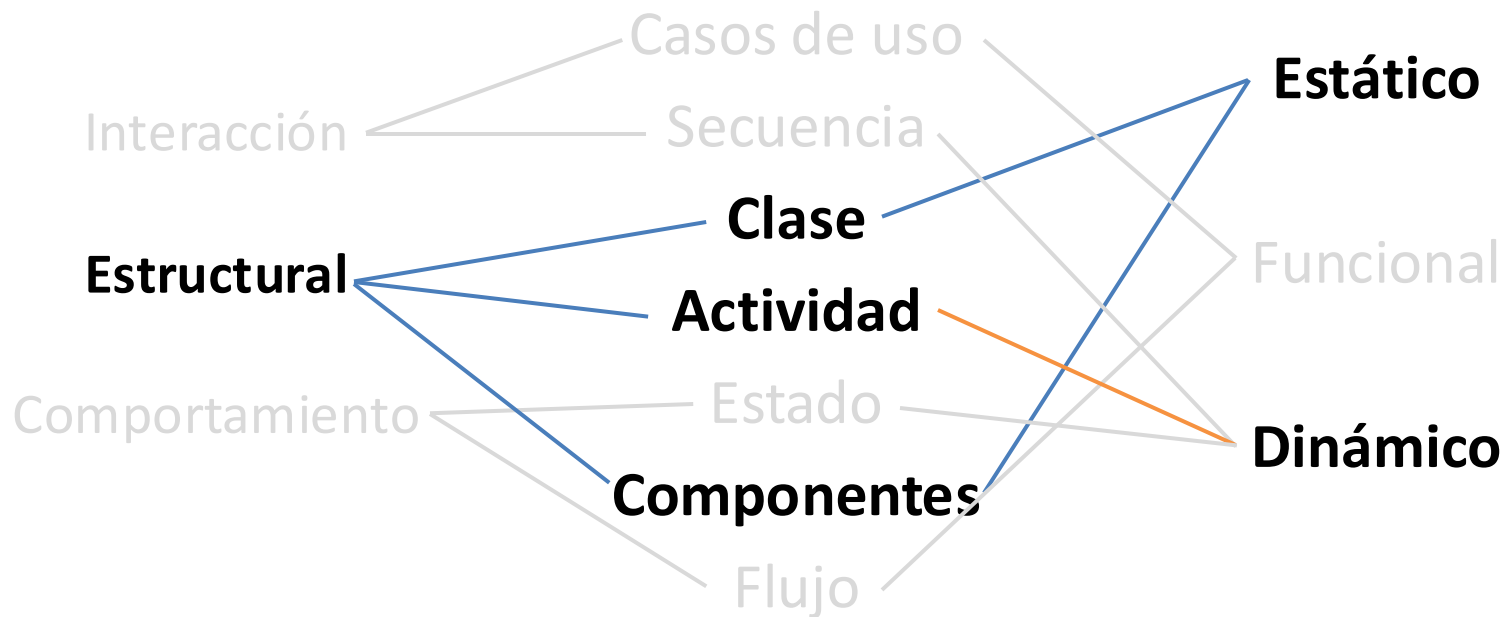 Casos de uso
Estático
Interacción
Secuencia
Clase
Funcional
Estructural
Actividad
Comportamiento
Estado
Dinámico
Componentes
Flujo